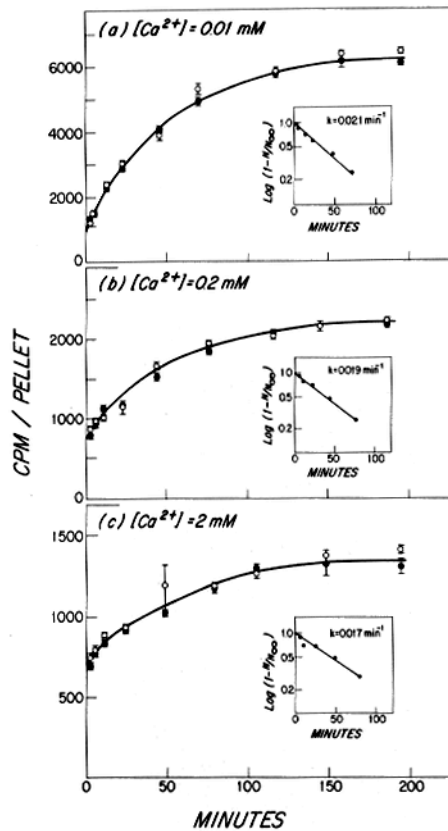 (a) [Ca2+] = 0.01 mM
6000
4000
2000
0
k=0.021 min-1
1.0
0.5
0.2
0
50
100
Log (1-N/N∞)
MINUTES
(b) [Ca2+] = 0.2 mM
2000
1000
0
k=0.019 min-1
1.0
0.5
0.2
0
50
100
Log (1-N/N∞)
MINUTES
(c) [Ca2+] = 2 mM
1500
1000
500
k=0.017 min-1
1.0
0.5
0.2
0
50
100
Log (1-N/N∞)
MINUTES
0
50
100
150
200
MINUTES
CPM / PELLET